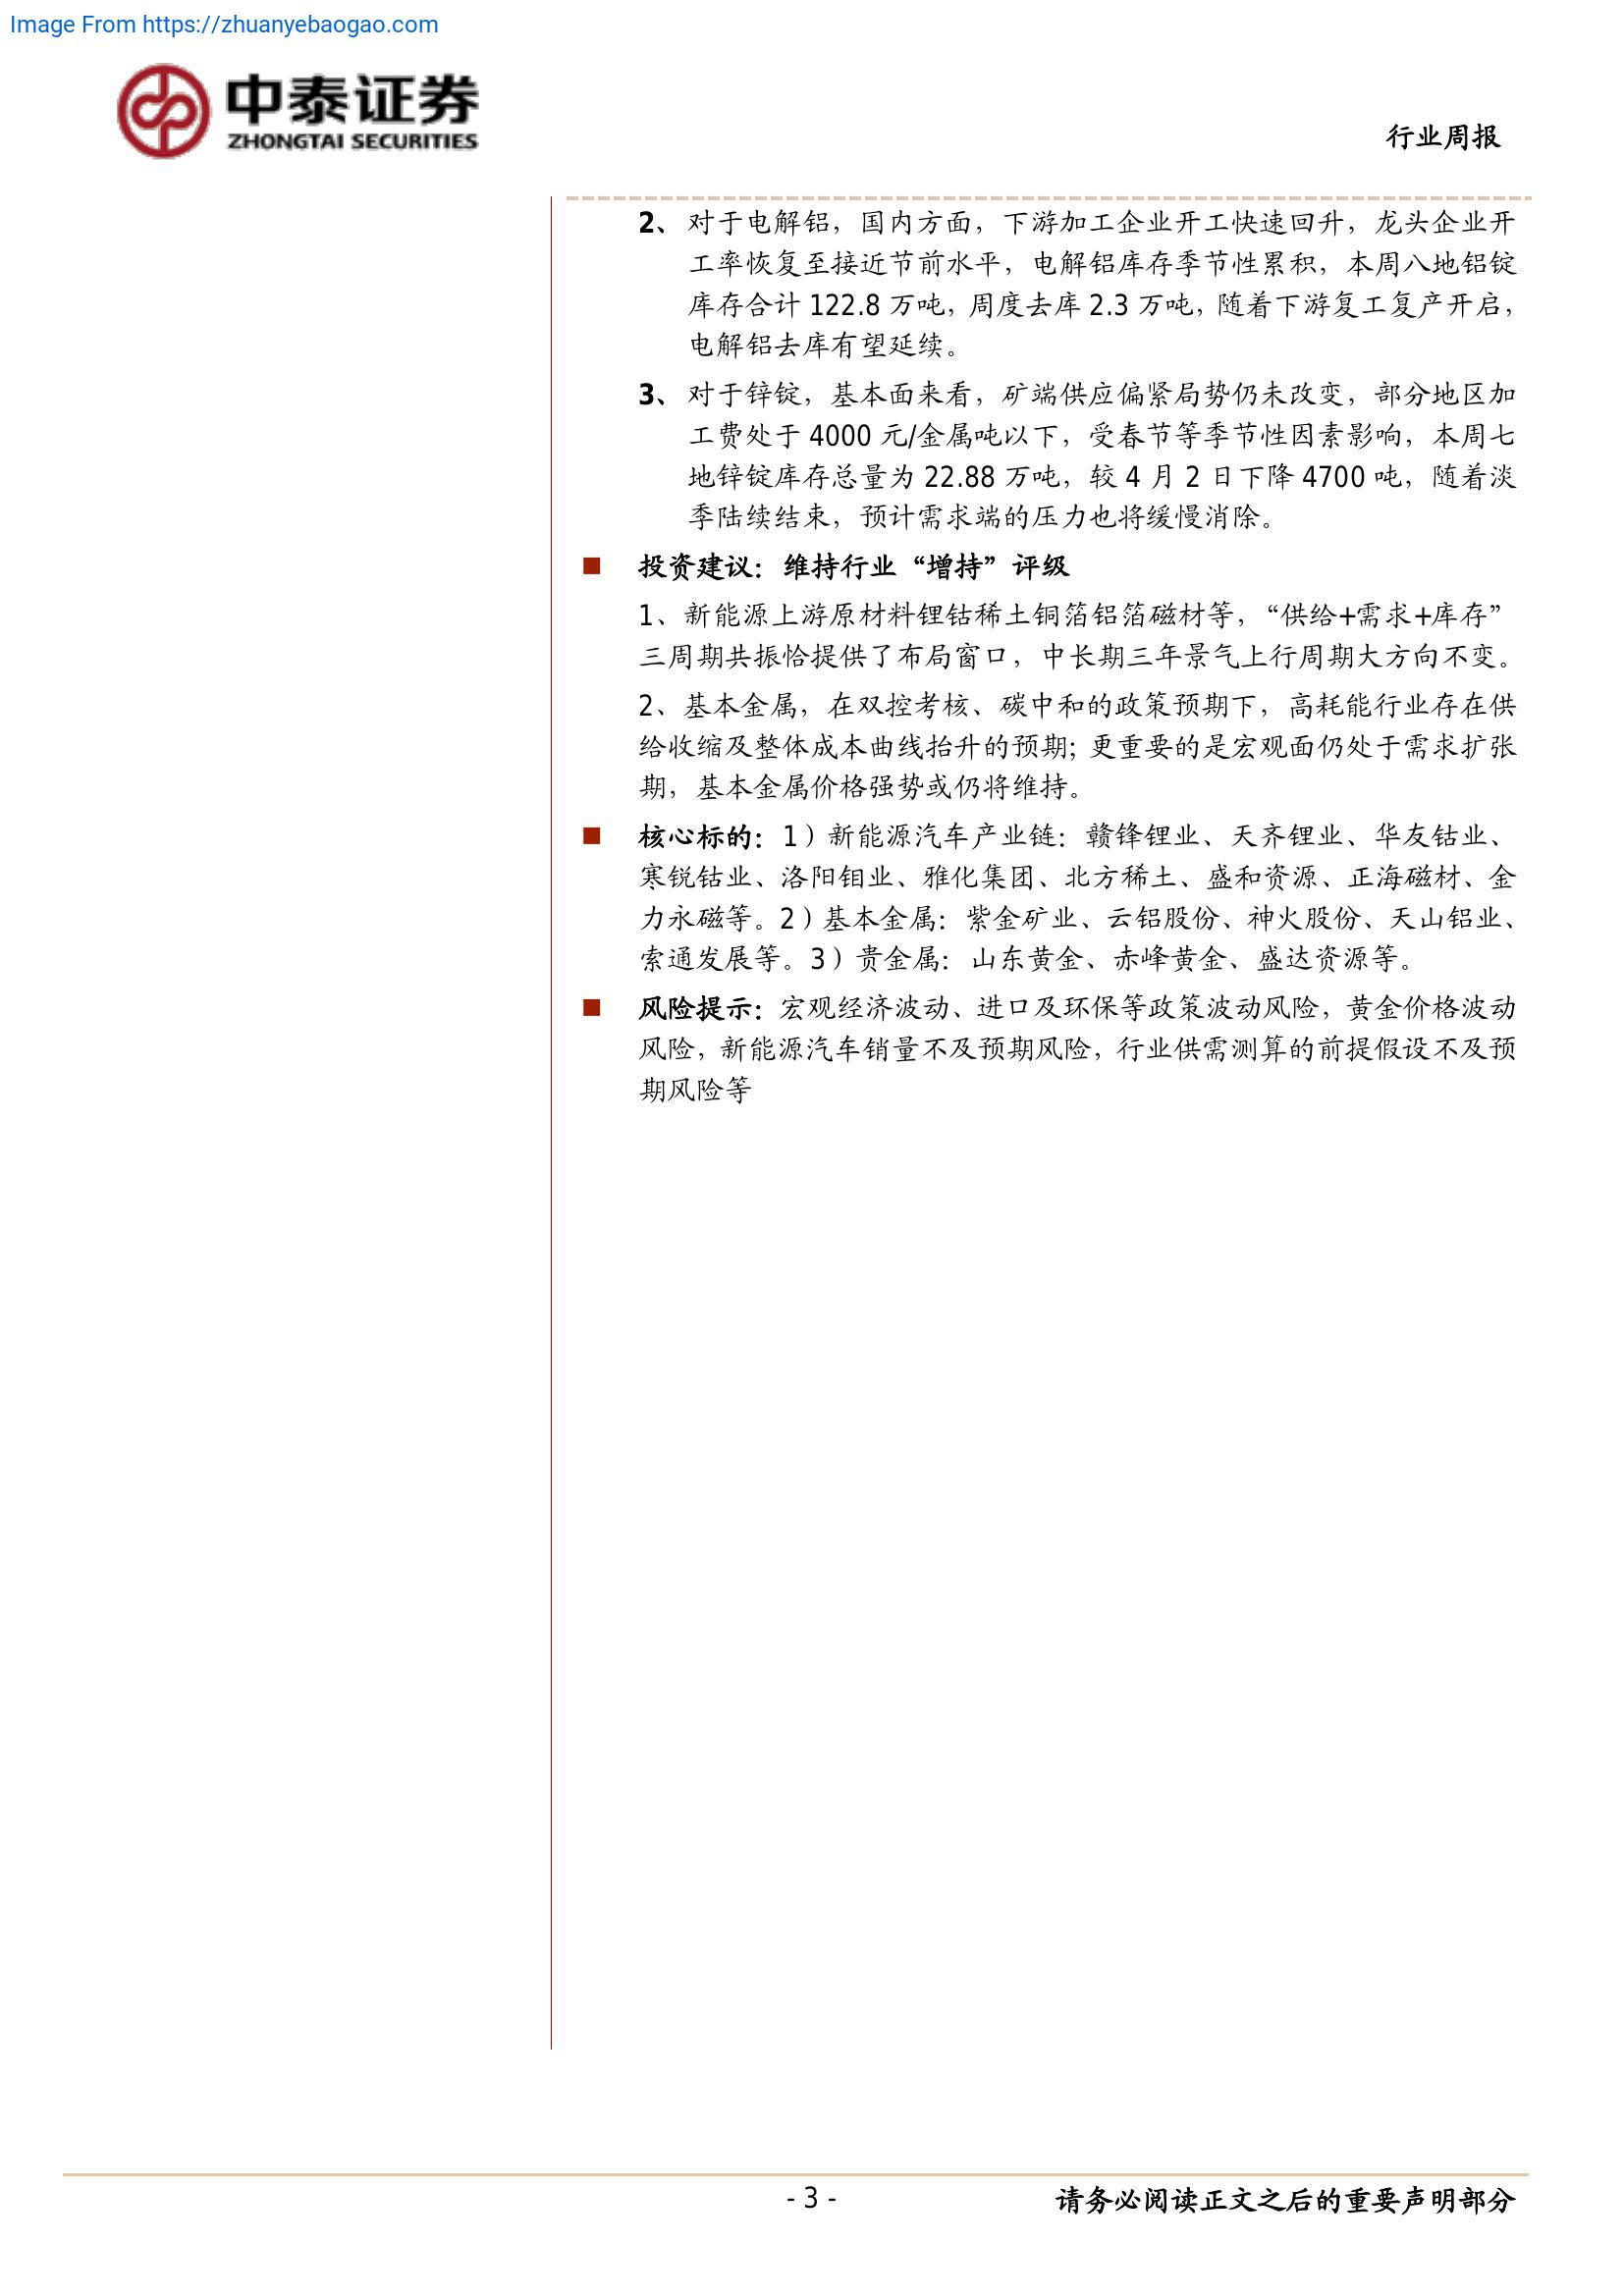 Image From https://zhuanyebaogao.com
中泰证券
ZHONGTAI SECURITIES
行业周报
2、对于电解铝，国内方面，下游加工企业开工快速回升，龙头企业开
工率恢复至接近节前水平，电解铝库存季节性累积，本周八地铝锭
库存合计 122.8 万吨，周度去库 2.3 万吨，随着下游复工复产开启，
电解铝去库有望延续。
3、对于锌锭，基本面来看，矿端供应偏紧局势仍未改变，部分地区加
工费处于 4000 元/金属吨以下，受春节等季节性因素影响，本周七
地锌锭库存总量为 22.88 万吨，较 4 月 2 日下降 4700 吨，随着淡
季陆续结束，预计需求端的压力也将缓慢消除。
■ 投资建议：维持行业“增持”评级
1、新能源上游原材料锂钴稀土铜箔铝箔磁材等，“供给+需求+库存”
三周期共振恰提供了布局窗口，中长期三年景气上行周期大方向不变。
2、基本金属，在双控考核、碳中和的政策预期下，高耗能行业存在供
给收缩及整体成本曲线抬升的预期；更重要的是宏观面仍处于需求扩张
期，基本金属价格强势或仍将维持。
■ 核心标的：1）新能源汽车产业链：赣锋锂业、天齐锂业、华友钴业、
寒锐钴业、洛阳钼业、雅化集团、北方稀土、盛和资源、正海磁材、金
力永磁等。2）基本金属：紫金矿业、云铝股份、神火股份、天山铝业、
索通发展等。3）贵金属：山东黄金、赤峰黄金、盛达资源等。
■ 风险提示：宏观经济波动、进口及环保等政策波动风险，黄金价格波动
风险，新能源汽车销量不及预期风险，行业供需测算的前提假设不及预
期风险等
- 3 -
请务必阅读正文之后的重要声明部分